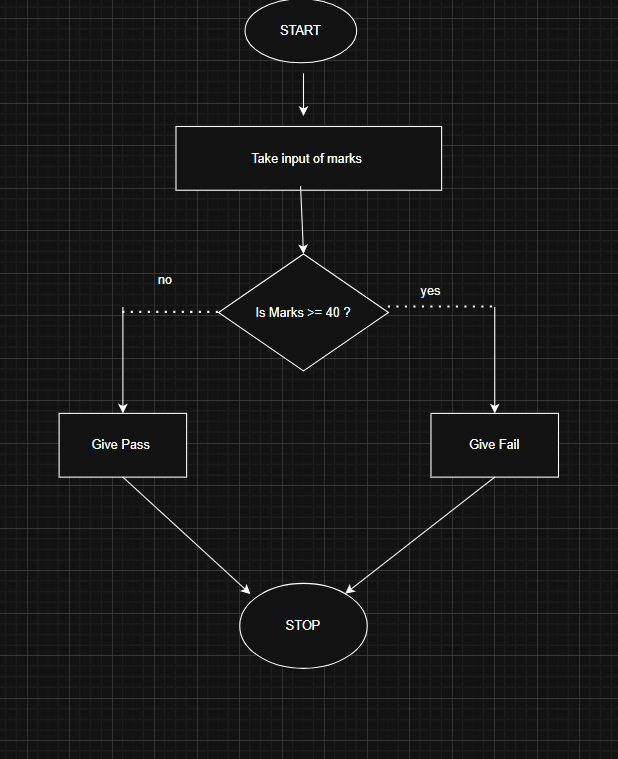 START
Take input of marks
no
yes
Is Marks >= 40 ?
Give Pass
Give Fail
STOP